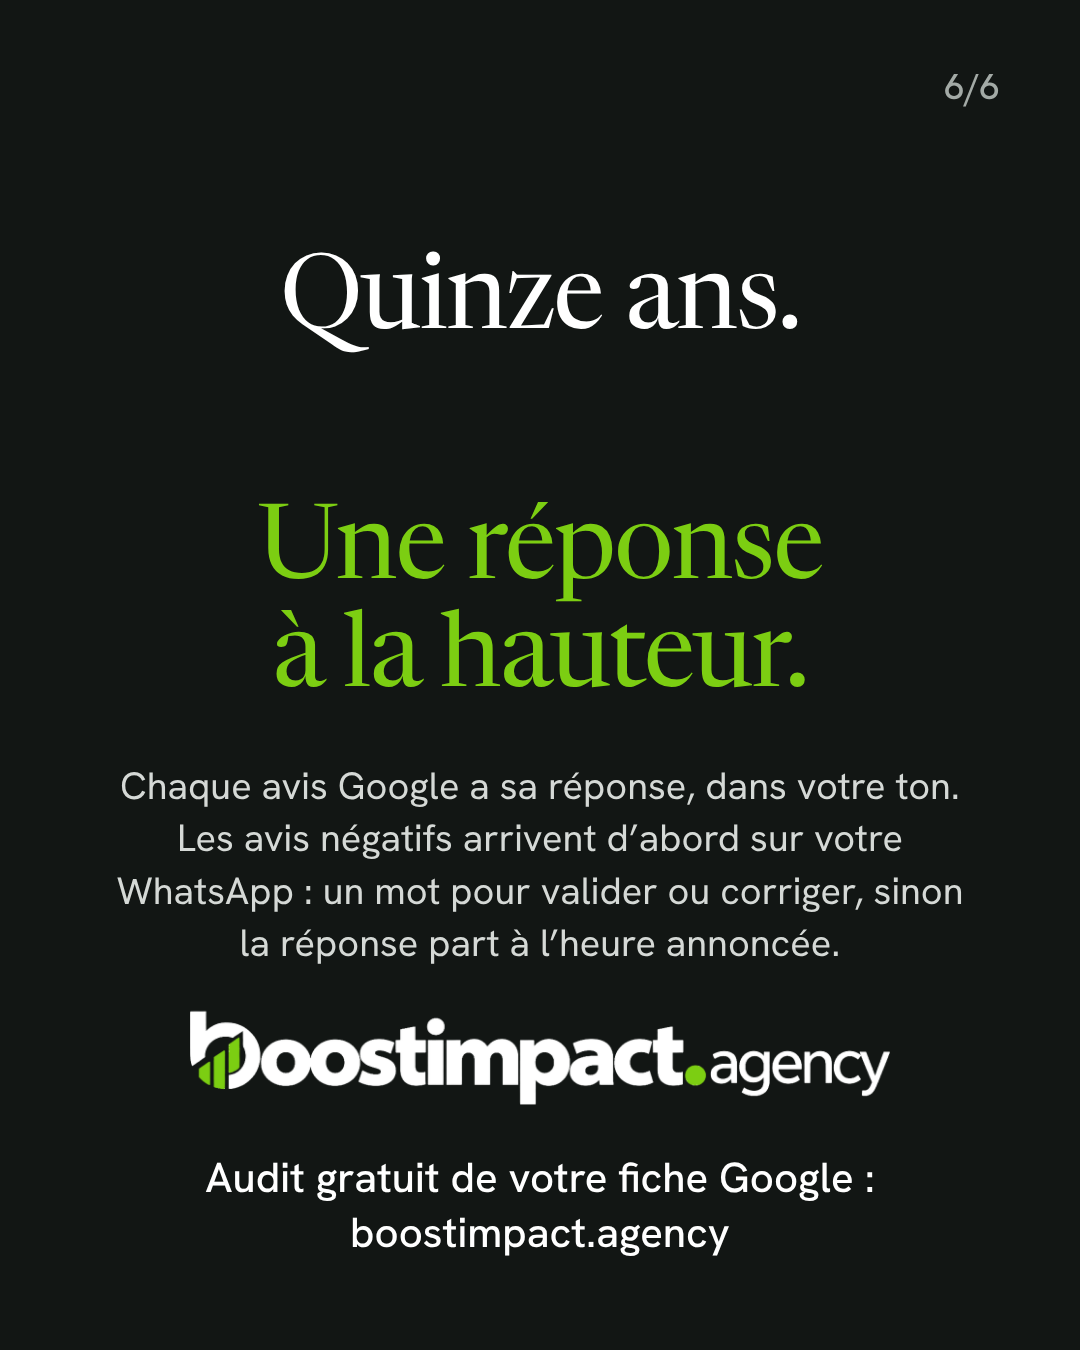 6/6
Quinze ans.
Une réponse
à la hauteur.
Chaque avis Google a sa réponse, dans votre ton.
Les avis négatifs arrivent d’abord sur votre
WhatsApp : un mot pour valider ou corriger, sinon
la réponse part à l’heure annoncée.
boostimpact.agency
Audit gratuit de votre fiche Google :
boostimpact.agency